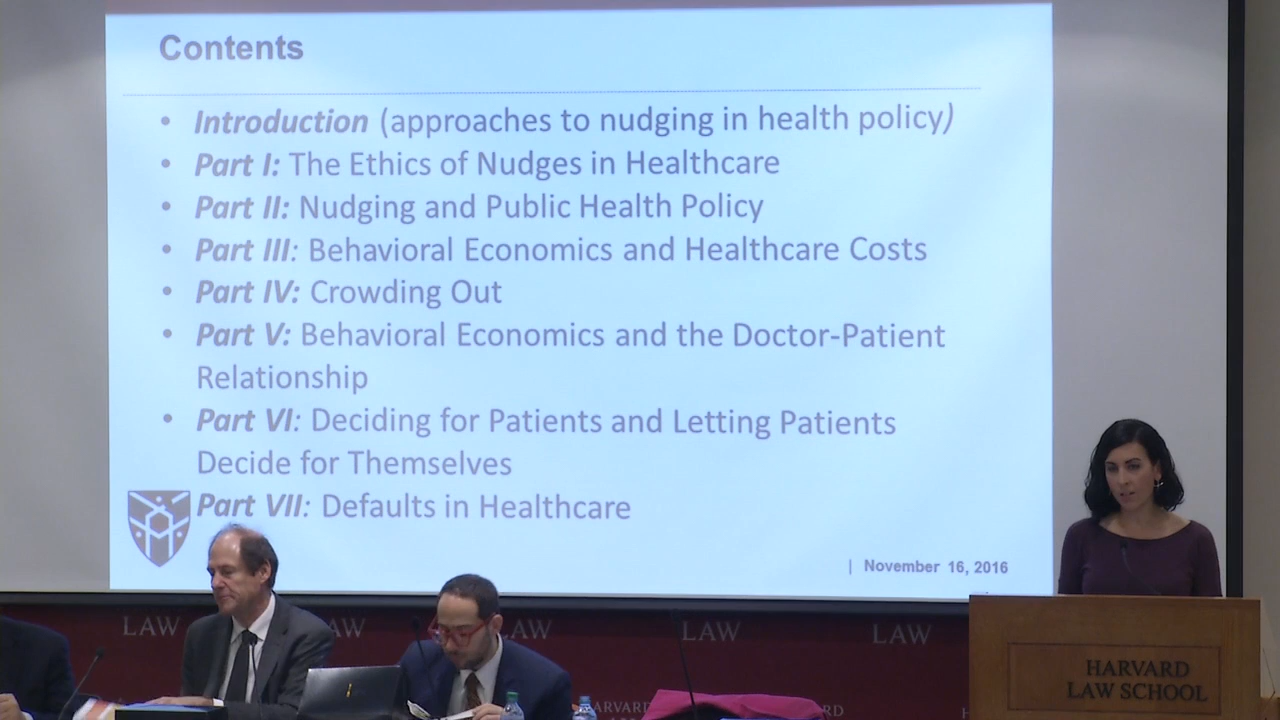 Contents
• Introduction (approaches to nudging in health policy)
• Part I: The Ethics of Nudges in Healthcare
• Part II: Nudging and Public Health Policy
• Part III: Behavioral Economics and Healthcare Costs
• Part IV: Crowding Out
• Part V: Behavioral Economics and the Doctor-Patient
Relationship
• Part VI: Deciding for Patients and Letting Patients
Decide for Themselves
Part VII: Defaults in Healthcare
| November 16, 2016
LAW AW LAW LAW LAW
HARVARD
LAW SCHOOL
ARVARD RD